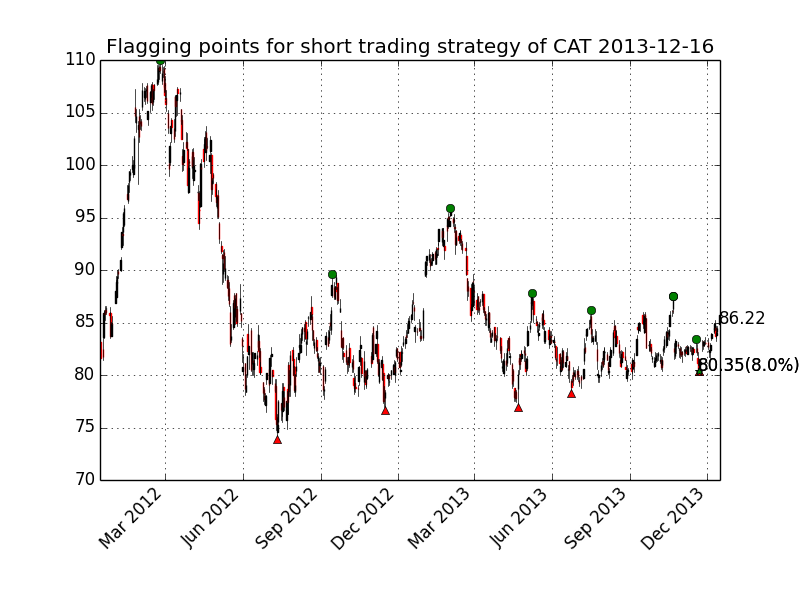 Flagging points for short trading strategy of CAT 2013-12-16
110
105
100
95
90
85
80
75
70
86.22
80.35(8.0%)
Mar 2012
Jun 2012
Sep 2012
Dec 2012
Mar 2013
Jun 2013
Sep 2013
Dec 2013